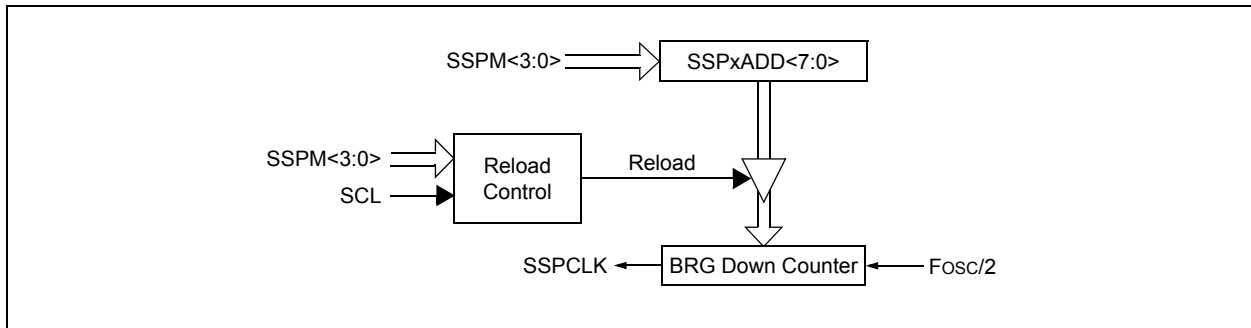 SSPM<3:0>
SSPxADD<7:0>
SSPM<3:0>
SCL
Reload
Control
Reload
SSPCLK
BRG Down Counter
FOSC/2